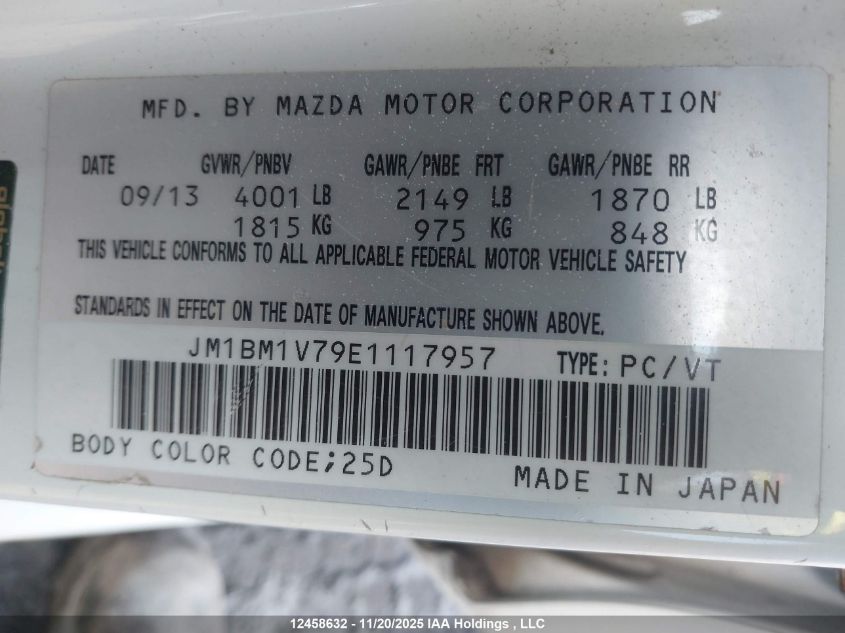 MFD. BY MAZDA MOTOR CORPORATION
DATE GVWR/PNBV GAWR/PNBE FRT GAWR/PNBE RR
09/13 4001 LB 2149 LB 1870 LB
1815 KG 975 KG 848 KG
THIS VEHICLE CONFORMS TO ALL APPLICABLE FEDERAL MOTOR VEHICLE SAFETY
STANDARDS IN EFFECT ON THE DATE OF MANUFACTURE SHOWN ABOVE.
JM1BM1V79E1117957 TYPE: PC/VT
BODY COLOR CODE;25D MADE IN JAPAN
12458632 - 11/20/2025 IAA Holdings , LLC